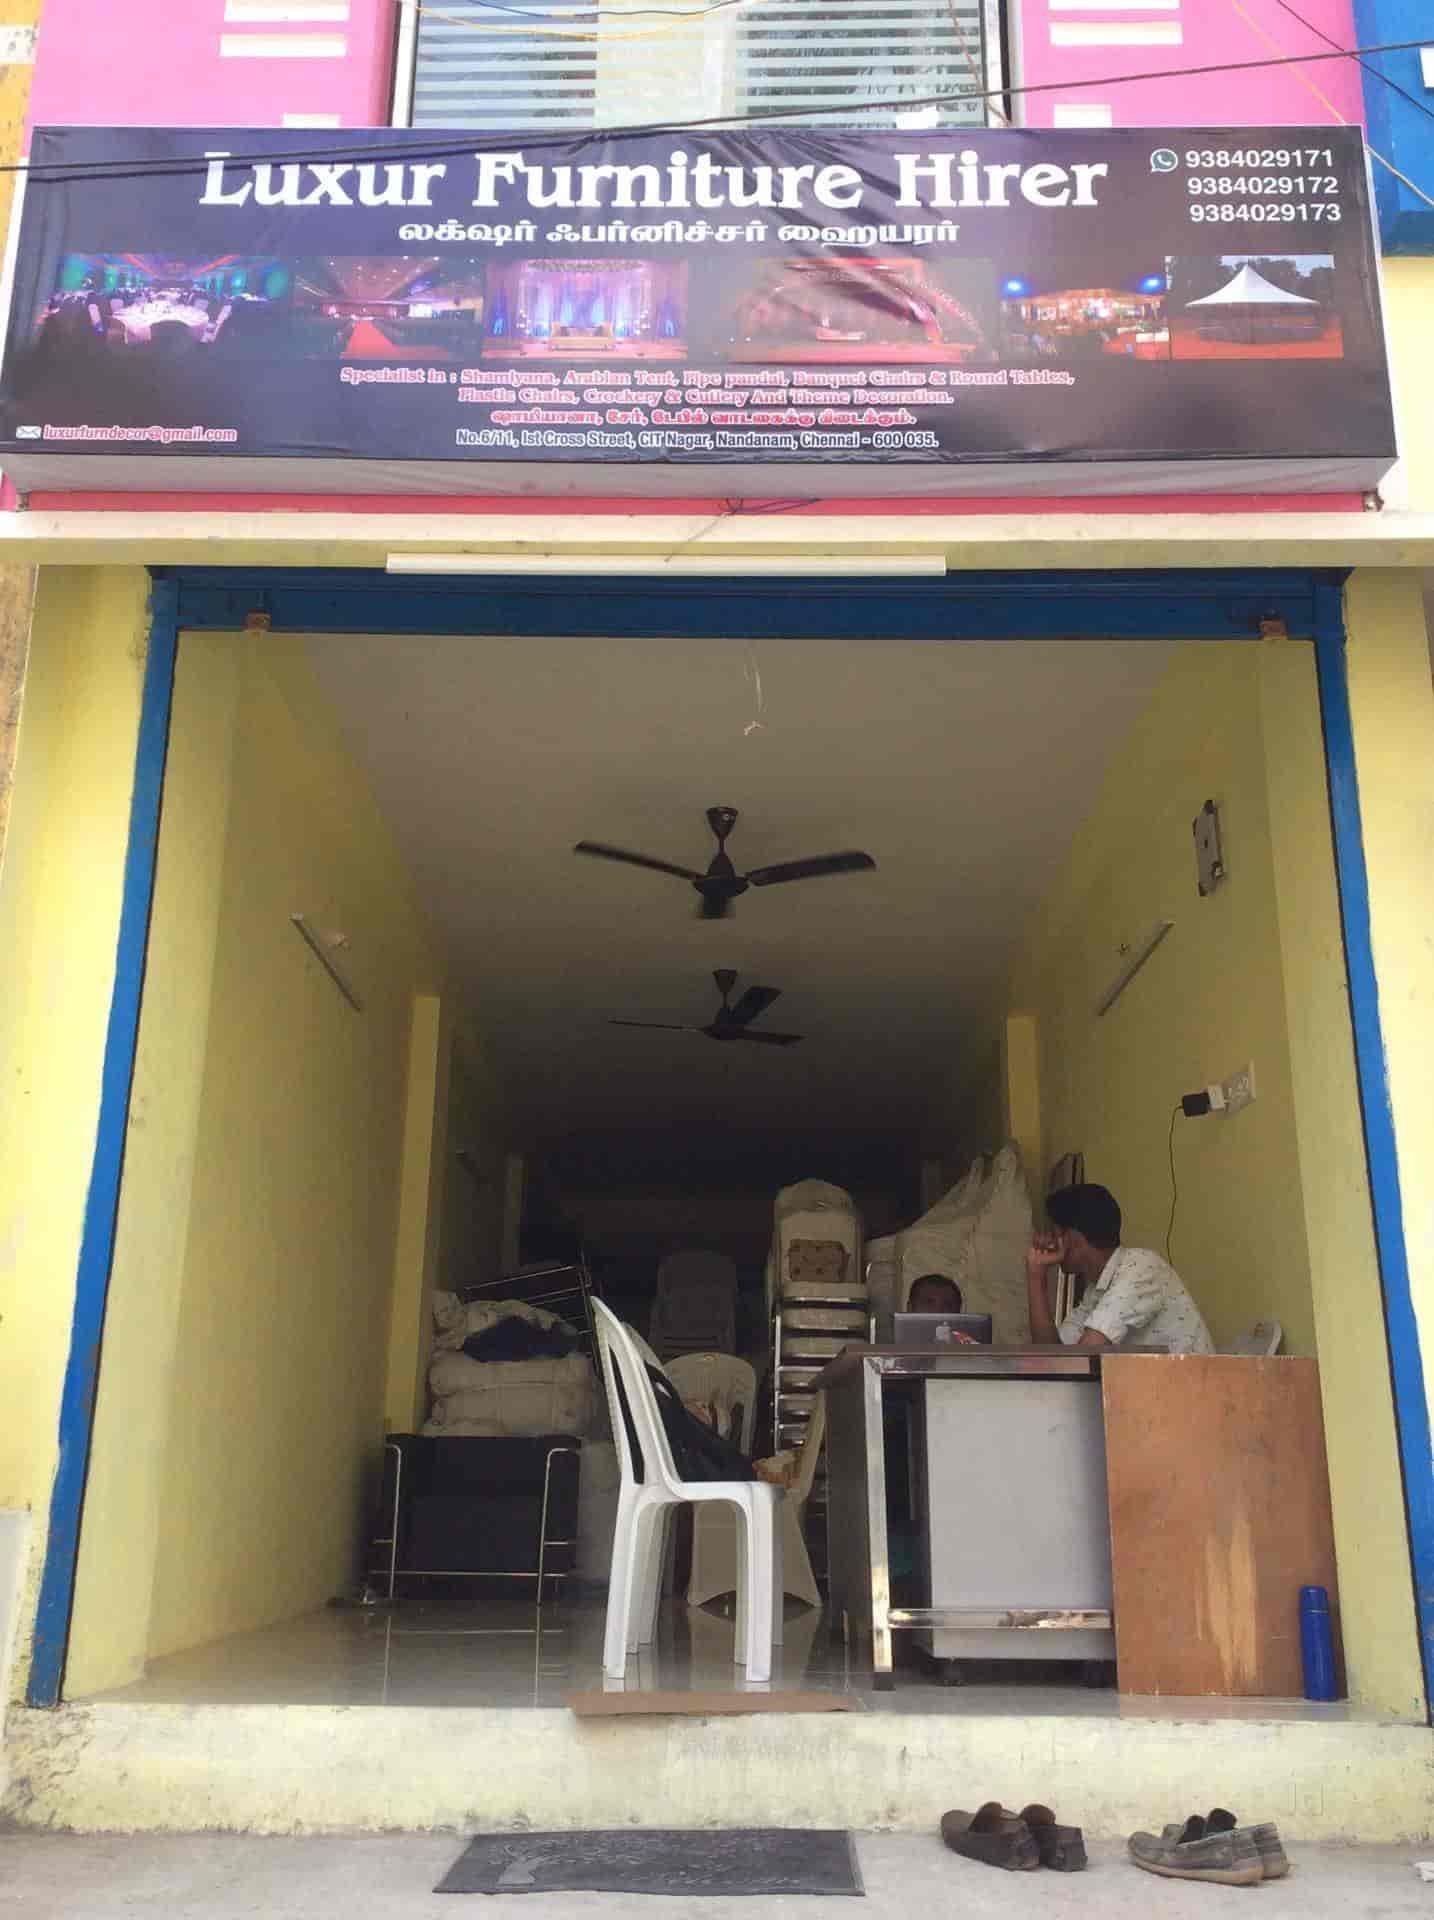 Luxur Furniture Hirer
லக்ஷர் ஃபர்னிச்சர் ஹையரர்
9384029171
9384029172
9384029173
Specialist in : Shamiyana, Arabian Tent, Pipe pandal, Banquet Chairs & Round Tables,
Plastic Chairs, Crockery & Cutlery And Theme Decoration.
ஷாமியானா, சேர், டேபிள் வாடகைக்கு கிடைக்கும்.
luxurfurndecor@gmail.com
No.6/11, Ist Cross Street, CIT Nagar, Nandanam, Chennai - 600 035.